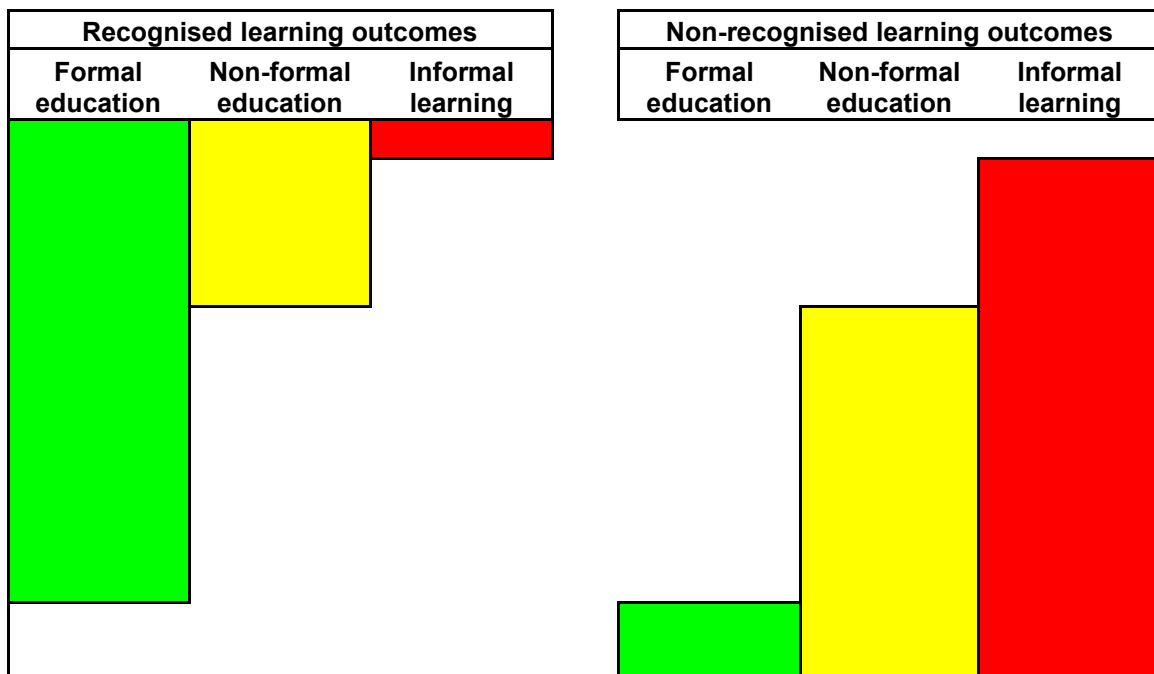 Recognised learning outcomes
Formal education
Non-formal education
Informal learning
Non-recognised learning outcomes
Formal education
Non-formal education
Informal learning